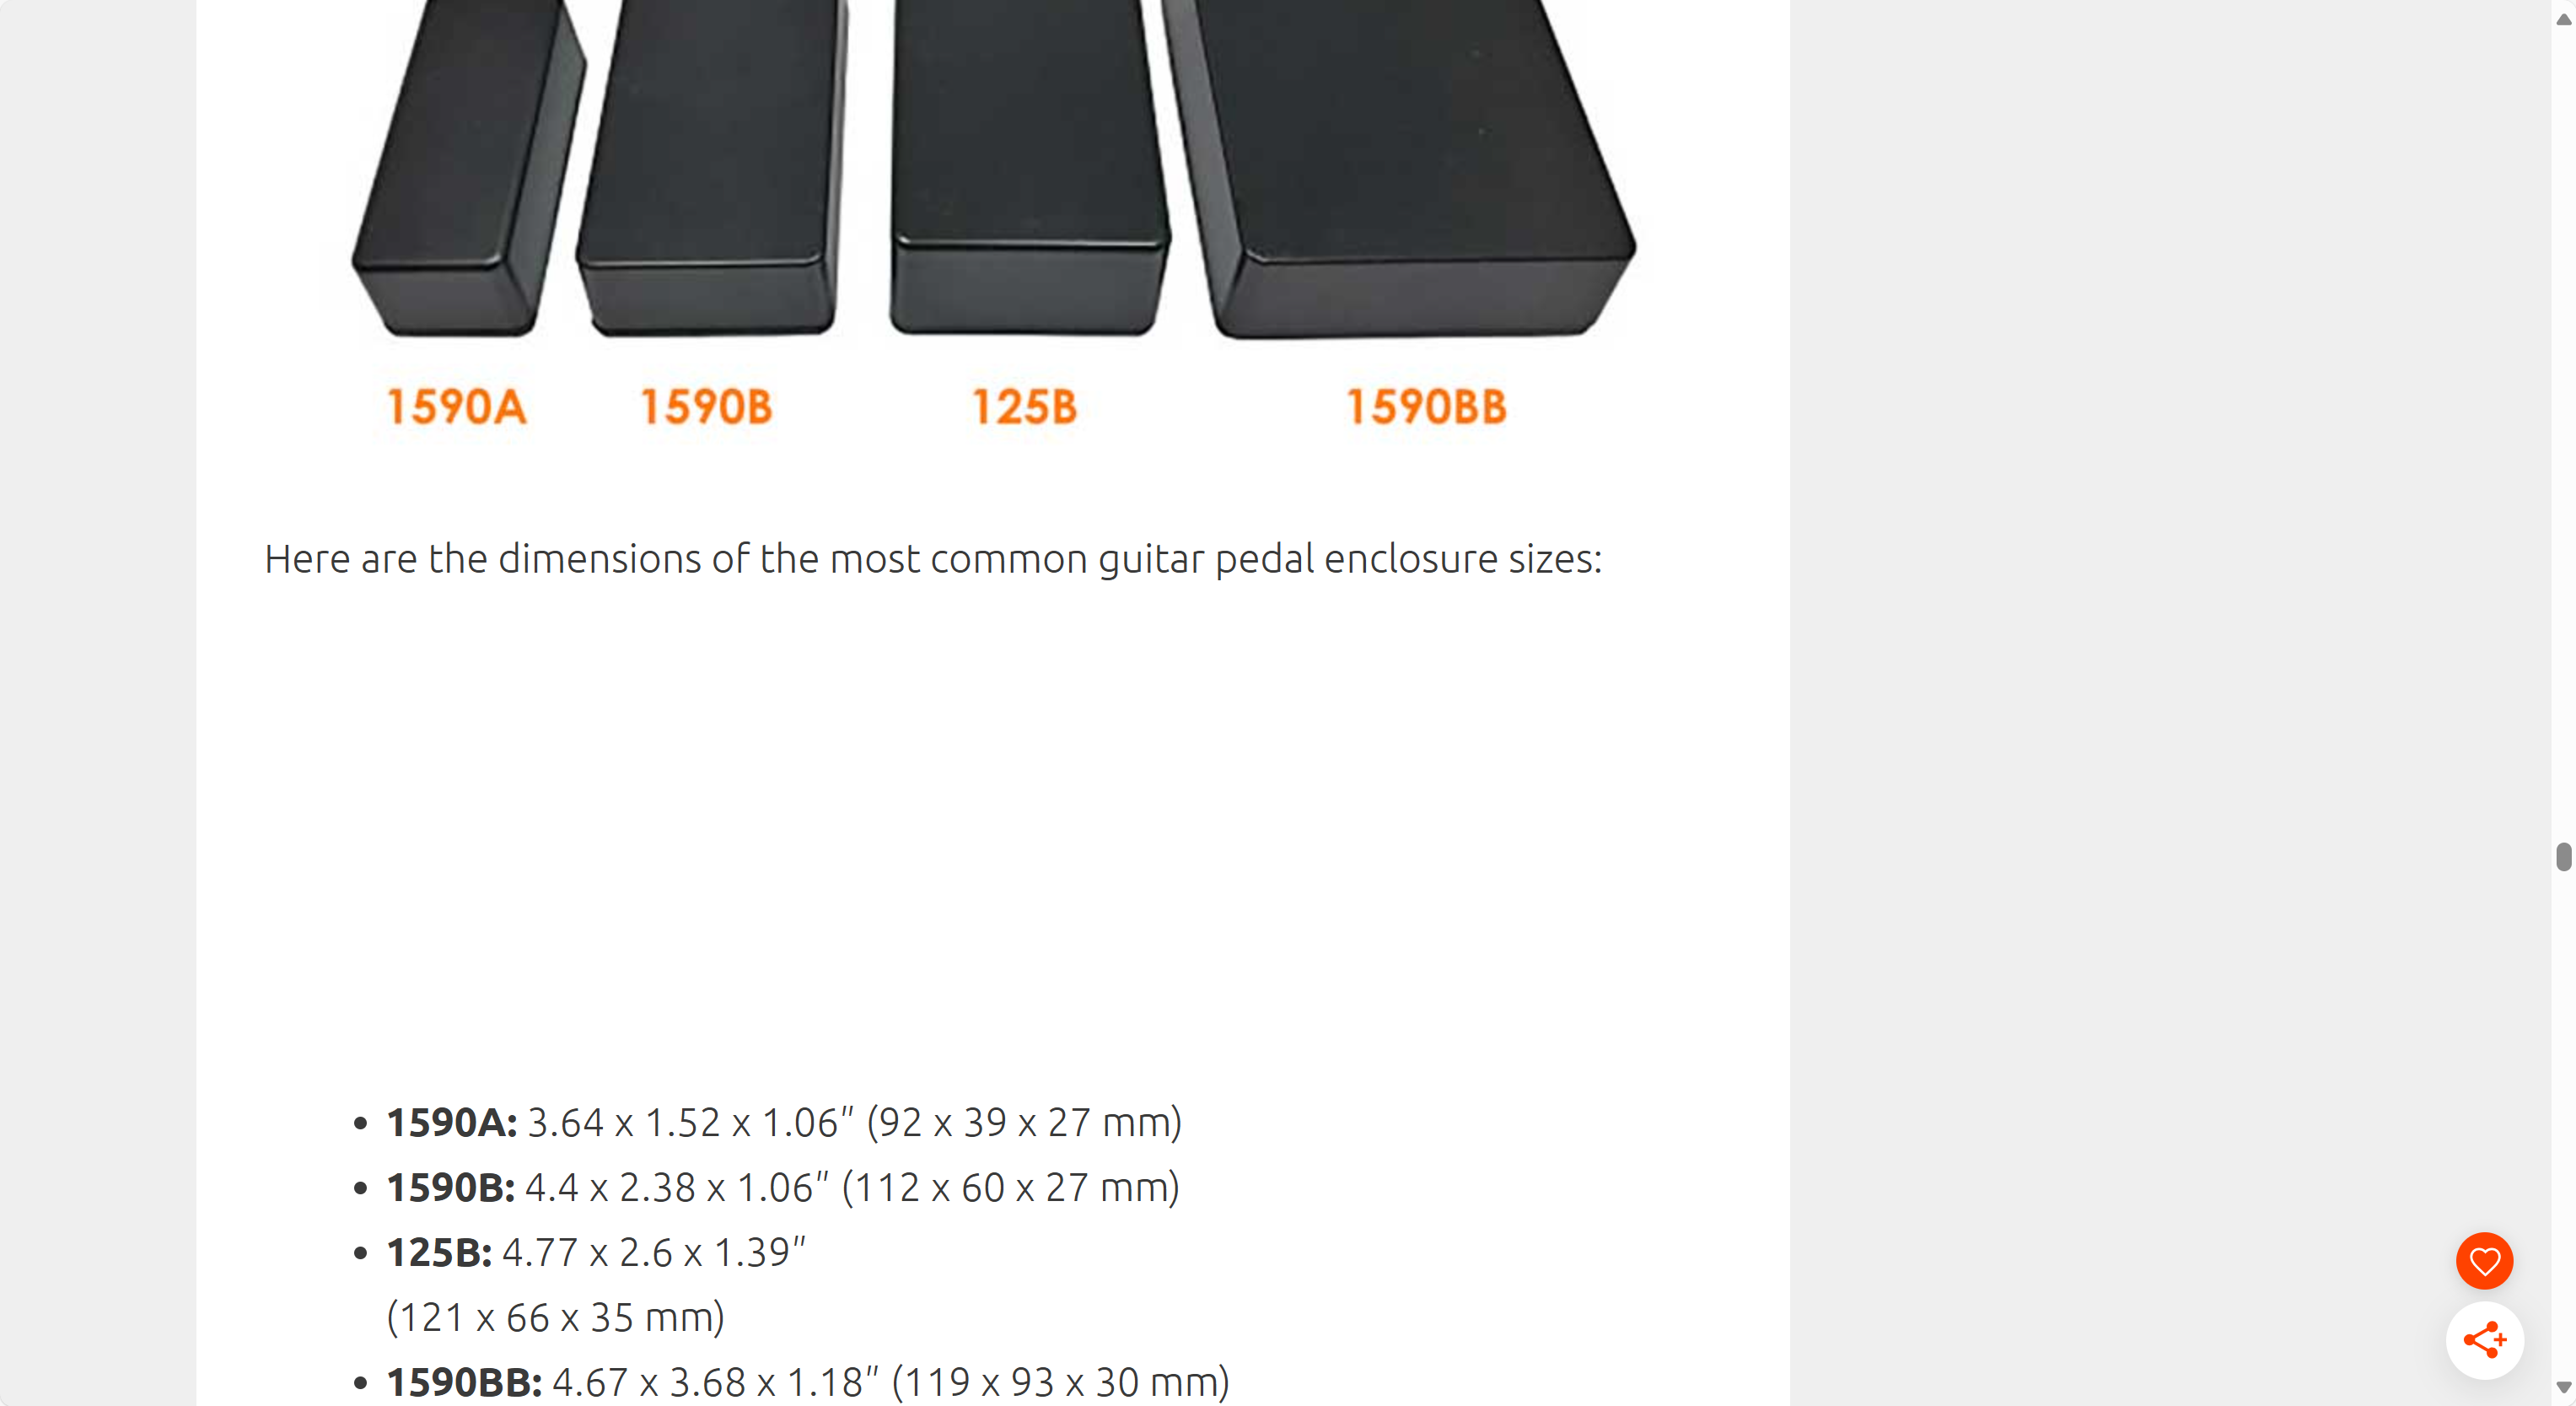 1590A 1590B 125B 1590BB
Here are the dimensions of the most common guitar pedal enclosure sizes:
1590A: 3.64 x 1.52 x 1.06″ (92 x 39 x 27 mm)
1590B: 4.4 x 2.38 x 1.06″ (112 x 60 x 27 mm)
125B: 4.77 x 2.6 x 1.39″
(121 x 66 x 35 mm)
1590BB: 4.67 x 3.68 x 1.18″ (119 x 93 x 30 mm)